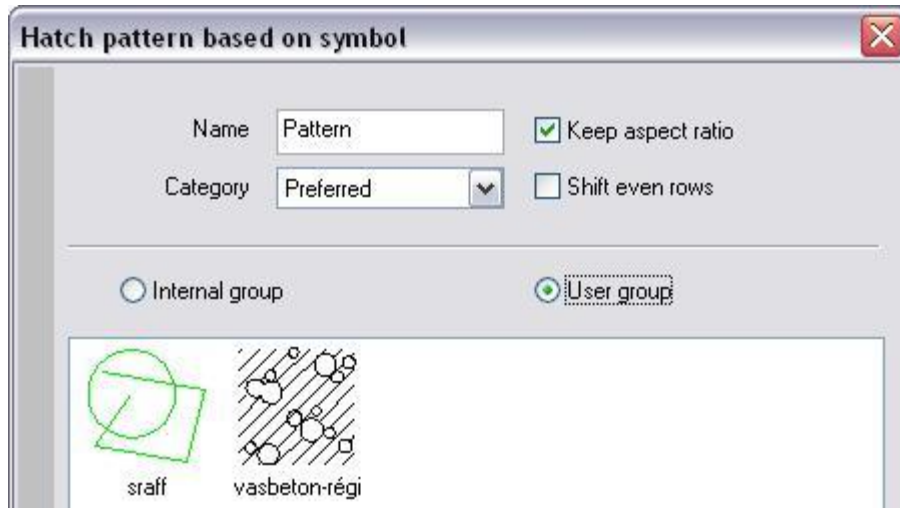 Hatch pattern based on symbol
Name Pattern Keep aspect ratio
Category Preferred Shift even rows
Internal group User group
sraff vasbeton-régi